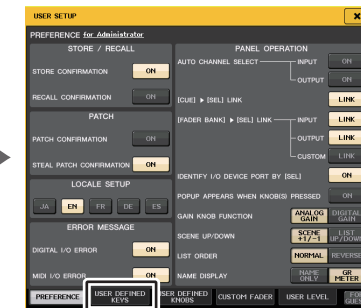 USER SETUP
PREFERENCE for Administrator
STORE / RECALL
STORE CONFIRMATION ON
RECALL CONFIRMATION ON
PATCH
PATCH CONFIRMATION ON
STEAL PATCH CONFIRMATION ON
LOCALE SETUP
JA EN FR DE ES
ERROR MESSAGE
DIGITAL I/O ERROR ON
MIDI I/O ERROR ON
PANEL OPERATION
AUTO CHANNEL SELECT INPUT ON
OUTPUT ON
[CUE] ▶ [SEL] LINK LINK
[FADER BANK] ▶ [SEL] LINK INPUT LINK
OUTPUT LINK
CUSTOM LINK
IDENTIFY I/O DEVICE PORT BY [SEL] ON
POPUP APPEARS WHEN KNOB(S) PRESSED ON
GAIN KNOB FUNCTION ANALOG GAIN DIGITAL GAIN
SCENE UP/DOWN SCENE +1/-1 LIST UP/DOWN
LIST ORDER NORMAL REVERSE
NAME DISPLAY NAME ONLY GR METER
PREFERENCE USER DEFINED KEYS USER DEFINED KNOBS CUSTOM FADER USER LEVEL